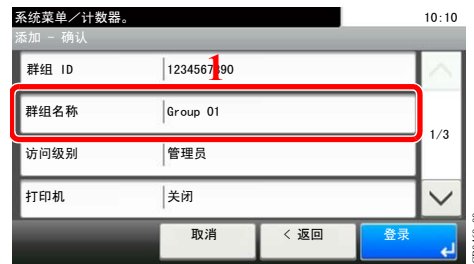 系统菜单／计数器。 10:10
添加 - 确认
群组 ID 1234567890
1
群组名称 Group 01
1/3
访问级别 管理员
打印机 关闭
取消 < 返回 登录